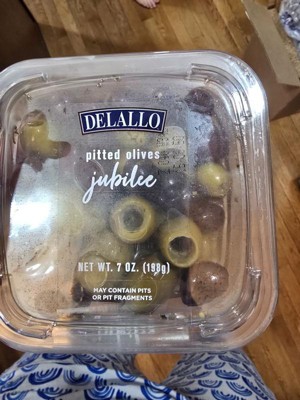 DELALLO
pitted olives
jubilee
NET WT. 7 OZ. (198g)
MAY CONTAIN PITS
OR PIT FRAGMENTS